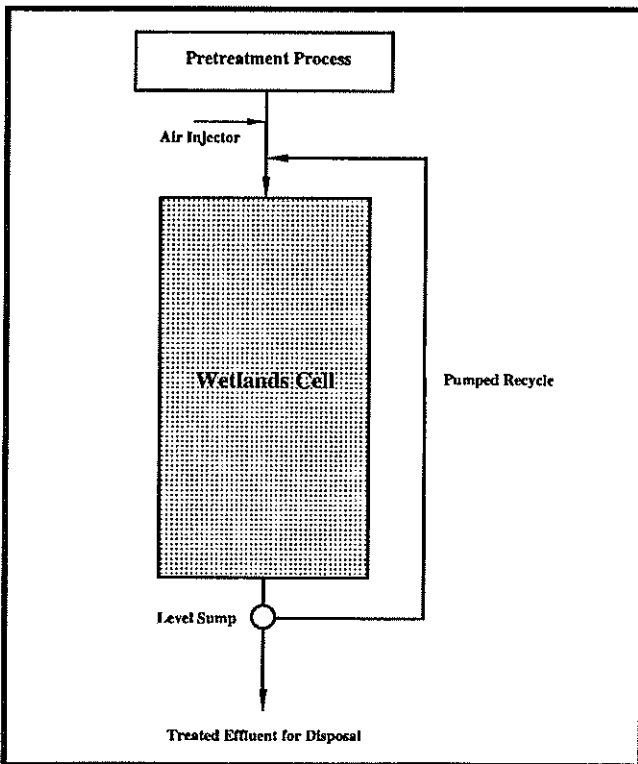 Pretreatment Process
Air Injector
Wetlands Cell
Pumped Recycle
Level Sump
Treated Effluent for Disposal